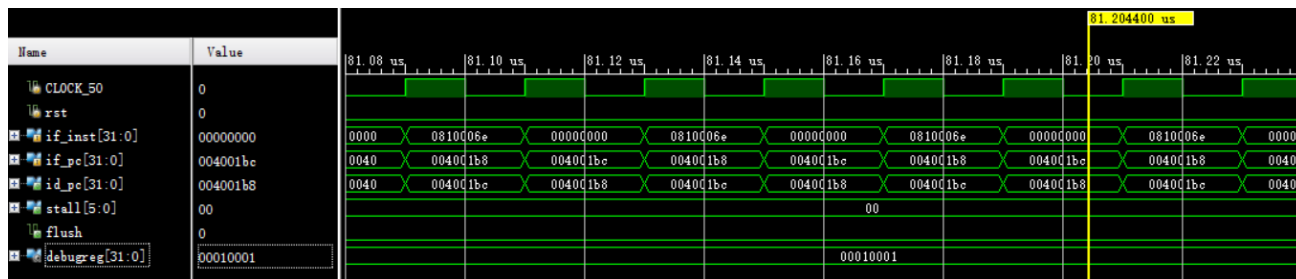 81.204400 us
Name Value
81.08 us 81.10 us 81.12 us 81.14 us 81.16 us 81.18 us 81.20 us 81.22 us
CLOCK_50 0
rst 0
if_inst[31:0] 00000000 0000 0810006e 00000000 0810006e 00000000 0810006e 00000000 0810006e 0000
if_pc[31:0] 004001bc 0040 004001b8 004001bc 004001b8 004001bc 004001b8 004001bc 004001b8 0040
id_pc[31:0] 004001b8 0040 004001bc 004001b8 004001bc 004001b8 004001bc 004001b8 004001bc 0040
stall[5:0] 00 00
flush 0
debugreg[31:0] 00010001 00010001